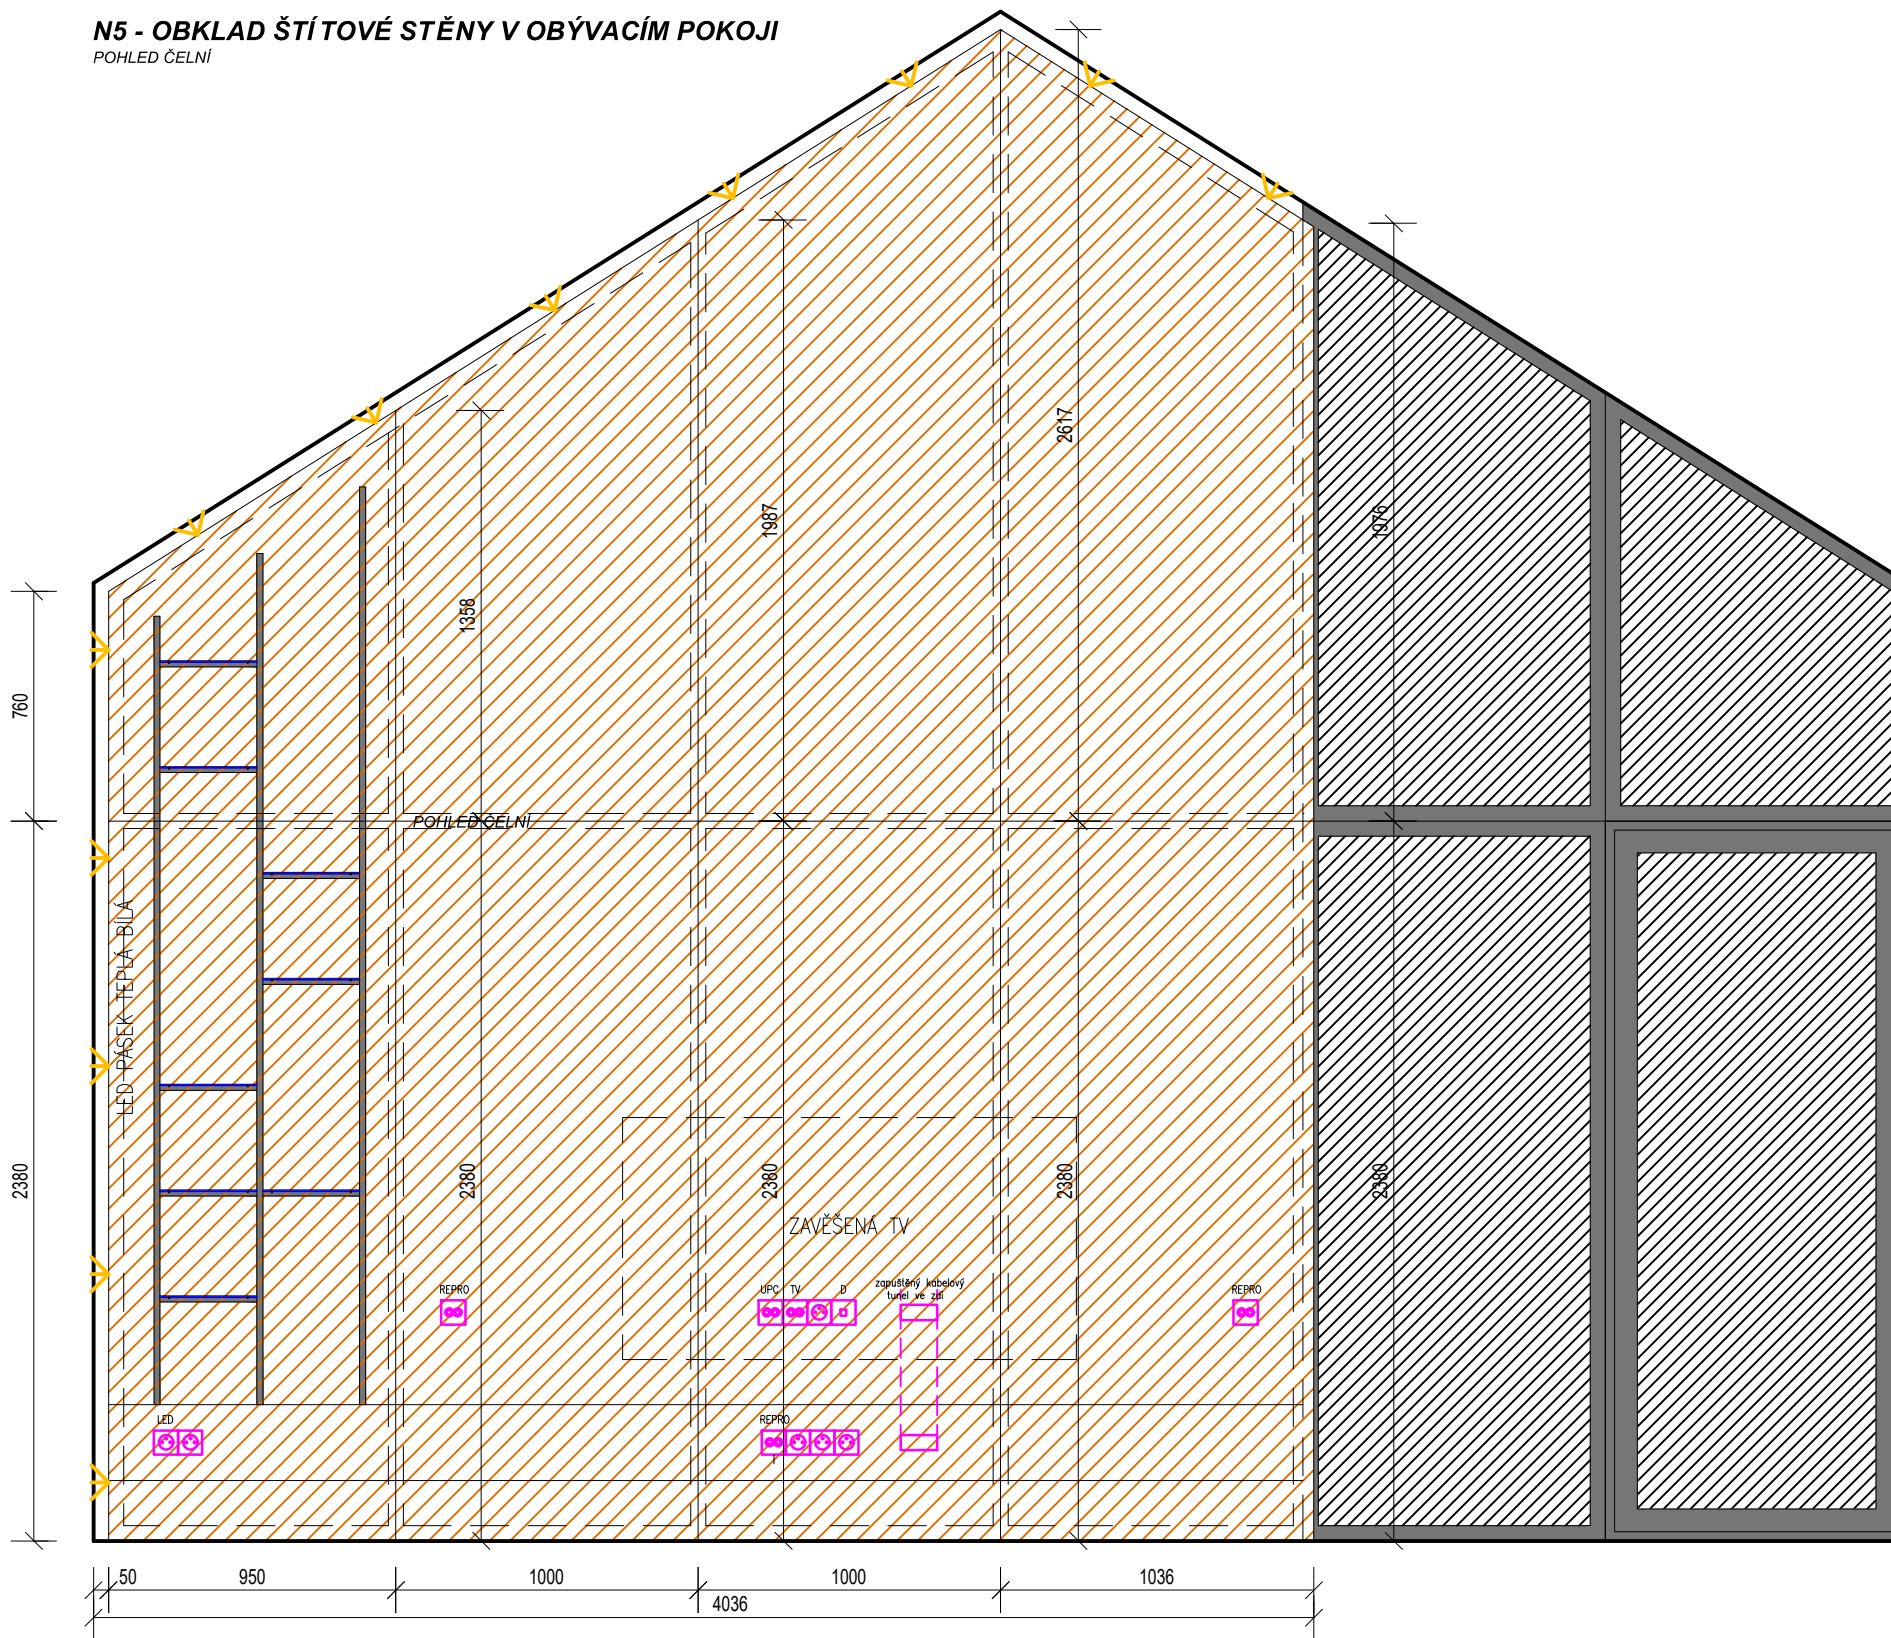 N5 - OBKLAD ŠTÍTOVÉ STĚNY V OBÝVACÍM POKOJI
POHLED ČELNÍ
2617
1987
1976
1358
760
POHLED ČELNÍ
LED PÁSEK TEPLÁ BÍLÁ
2380
2380
2380
2380
2380
ZAVĚŠENÁ TV
REPRO
UPC TV D
zapuštěný kabelový
tunel ve zdi
REPRO
LED
REPRO
50 950 1000 1000 1036
4036